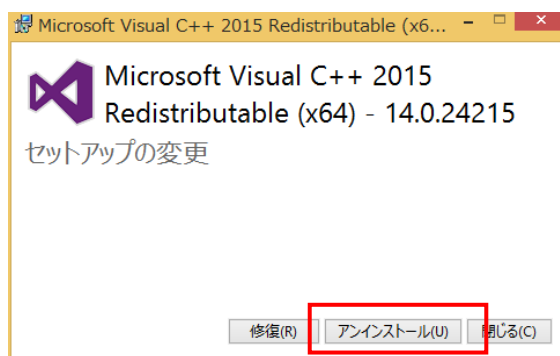 Microsoft Visual C++ 2015 Redistributable (x6...
Microsoft Visual C++ 2015
Redistributable (x64) - 14.0.24215
セットアップの変更
修復(R)
アンインストール(U)
閉じる(C)